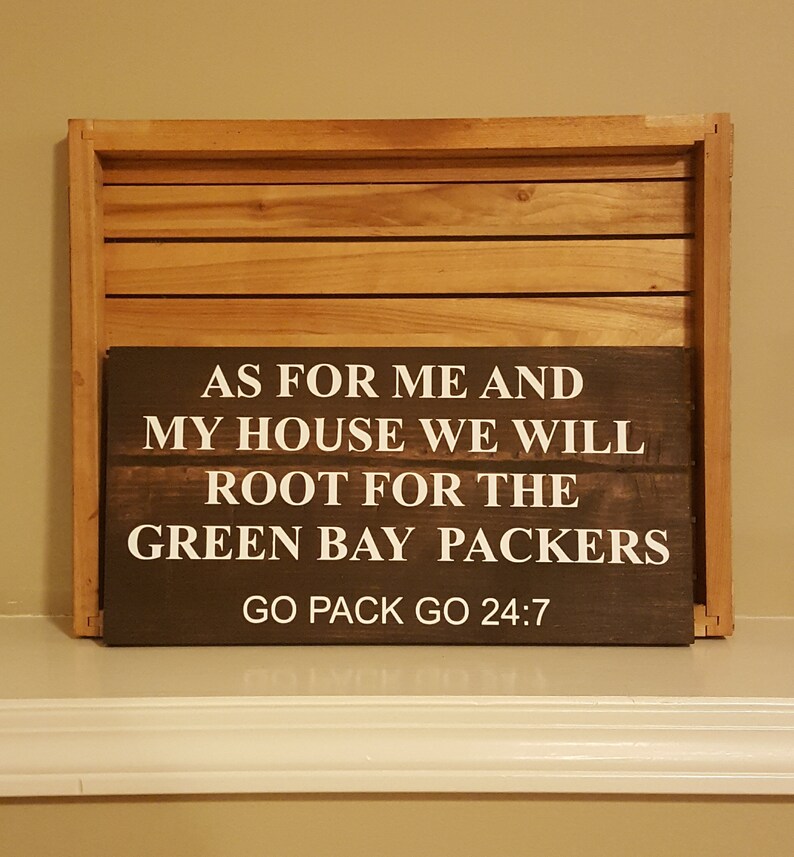 AS FOR ME AND
MY HOUSE WE WILL
ROOT FOR THE
GREEN BAY PACKERS
GO PACK GO 24:7